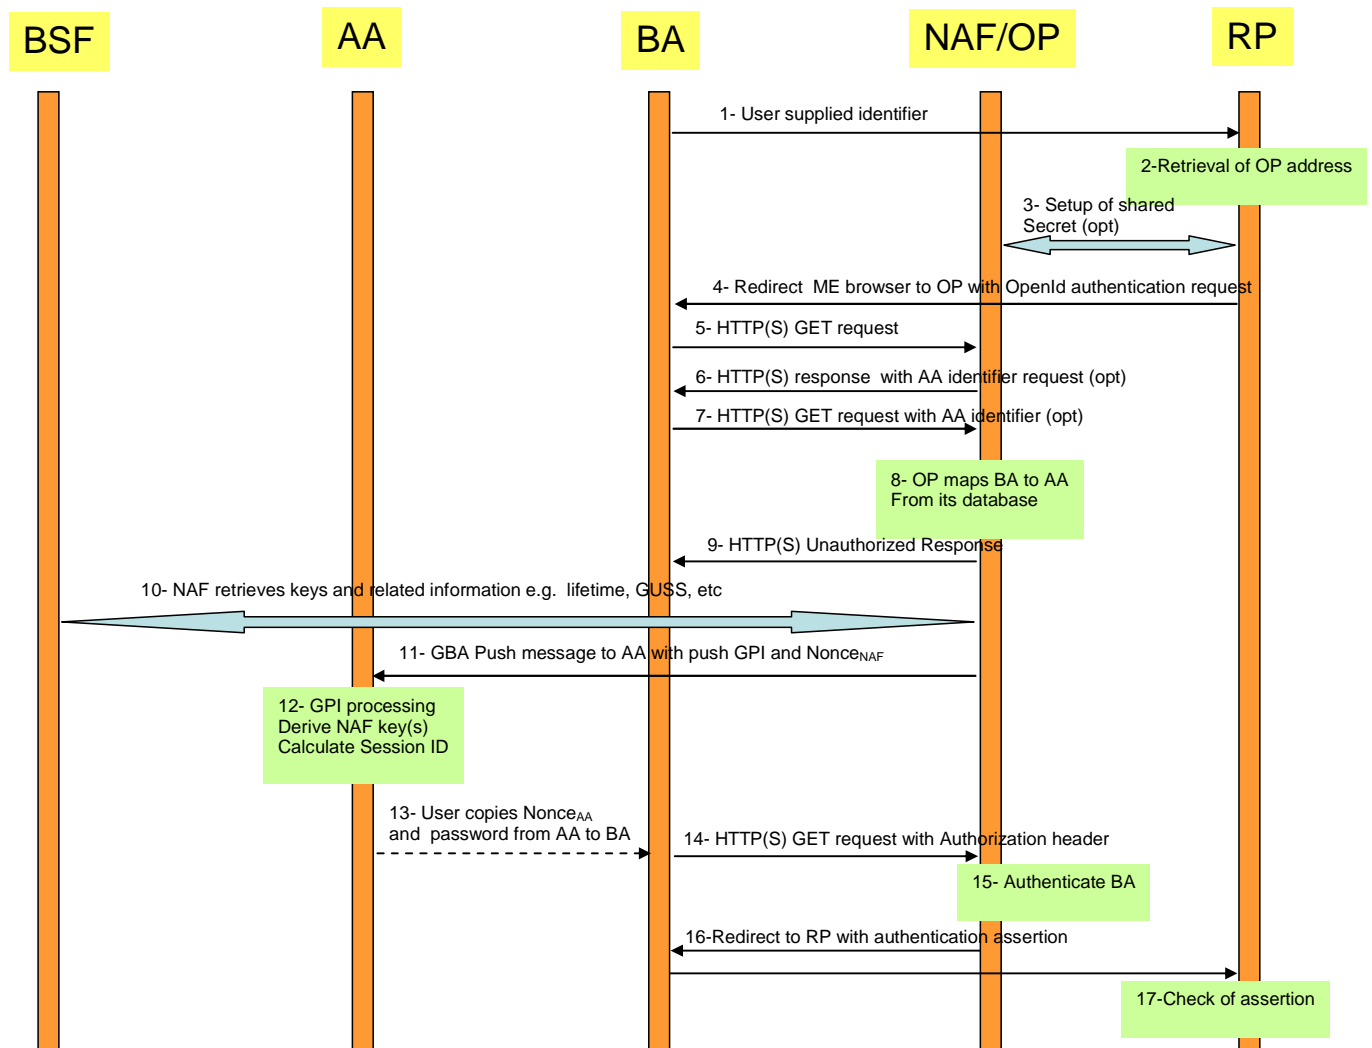 BSF
AA
BA
NAF/OP
RP
1- User supplied identifier
2-Retrieval of OP address
3- Setup of shared
Secret (opt)
4- Redirect  ME browser to OP with OpenId authentication request
5- HTTP(S) GET request
6- HTTP(S) response  with AA identifier request (opt)
7- HTTP(S) GET request with AA identifier (opt)
8- OP maps BA to AA
From its database
9- HTTP(S) Unauthorized Response
10- NAF retrieves keys and related information e.g.  lifetime, GUSS, etc
11- GBA Push message to AA with push GPI and NonceNAF
12- GPI processing
Derive NAF key(s)
Calculate Session ID
13- User copies NonceAA
and  password from AA to BA
14- HTTP(S) GET request with Authorization header
15- Authenticate BA
16-Redirect to RP with authentication assertion
17-Check of assertion